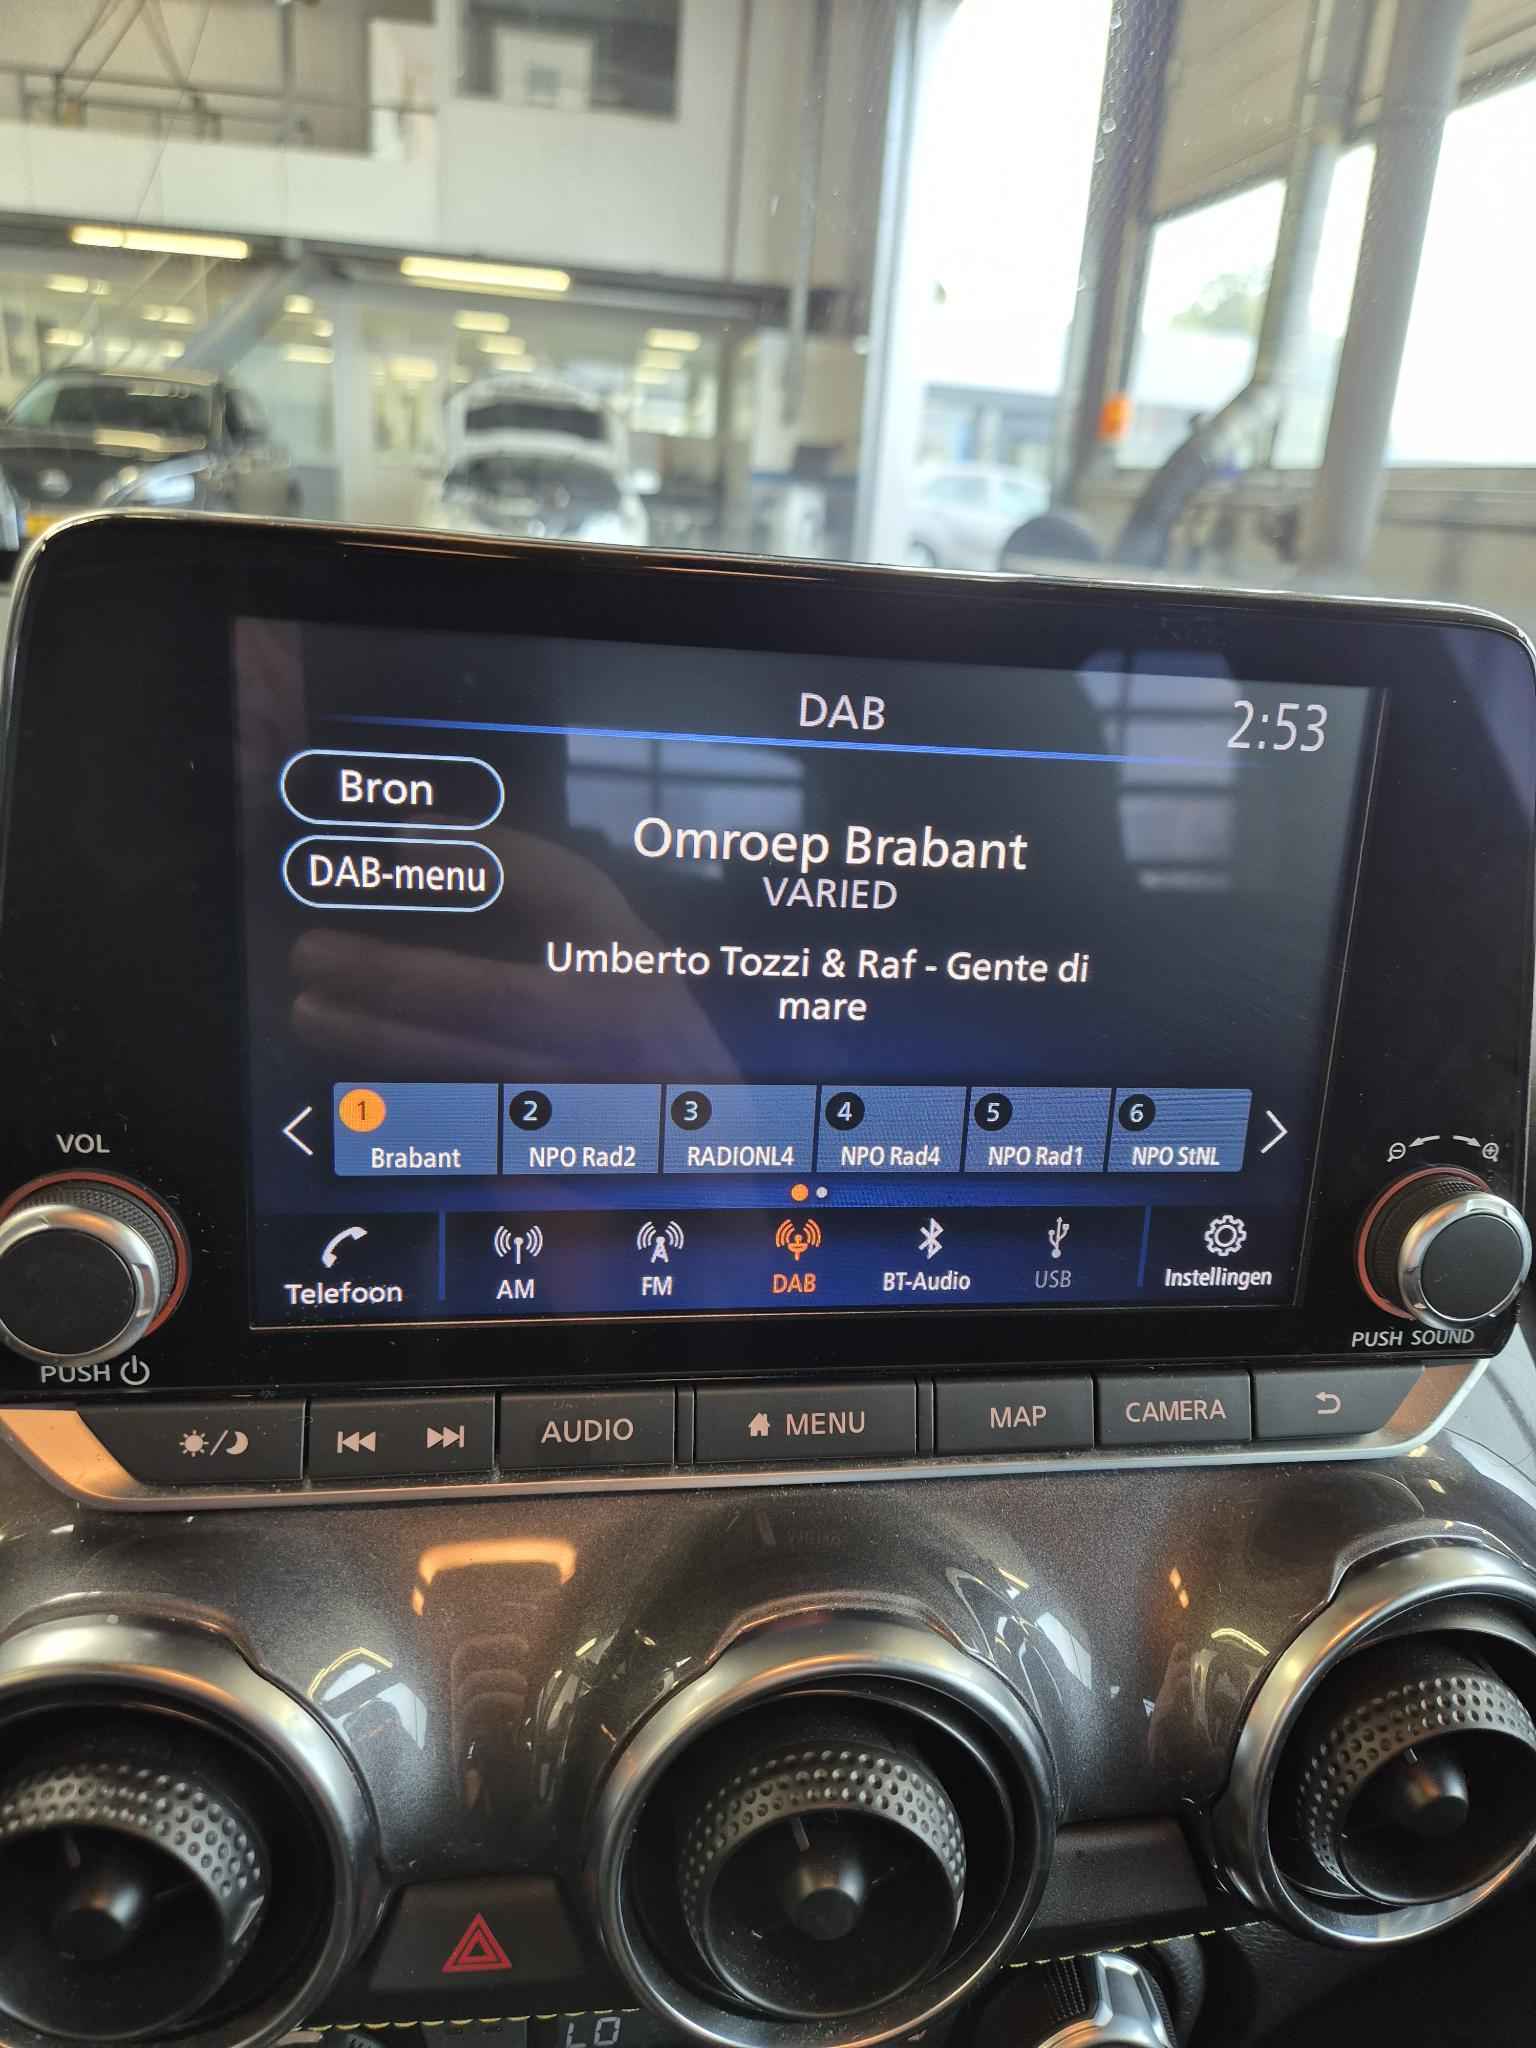 DAB
2:53
Bron
DAB-menu
Omroep Brabant
VARIED
Umberto Tozzi & Raf - Gente di
mare
1
Brabant
2
NPO Rad2
3
RADIONL4
4
NPO Rad4
5
NPO Rad1
6
NPO StNL
Telefoon
AM
FM
DAB
BT-Audio
USB
Instellingen
VOL
PUSH
PUSH SOUND
AUDIO
MENU
MAP
CAMERA
LO